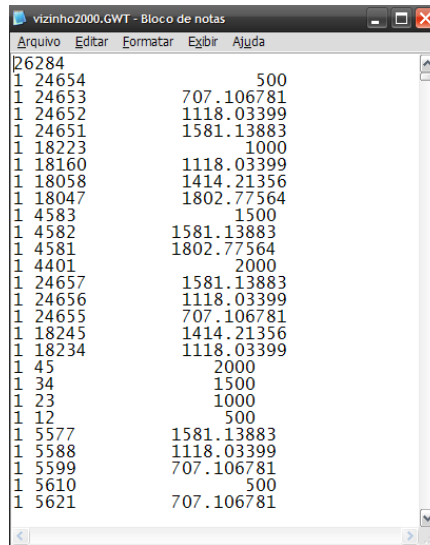 vizinho2000.GWT - Bloco de notas
Arquivo Editar Formatar Exibir Ajuda
26284
1 24654 500
1 24653 707.106781
1 24652 1118.03399
1 24651 1581.13883
1 18223 1000
1 18160 1118.03399
1 18058 1414.21356
1 18047 1802.77564
1 4583 1500
1 4582 1581.13883
1 4581 1802.77564
1 4401 2000
1 24657 1581.13883
1 24656 1118.03399
1 24655 707.106781
1 18245 1414.21356
1 18234 1118.03399
1 45 2000
1 34 1500
1 23 1000
1 12 500
1 5577 1581.13883
1 5588 1118.03399
1 5599 707.106781
1 5610 500
1 5621 707.106781